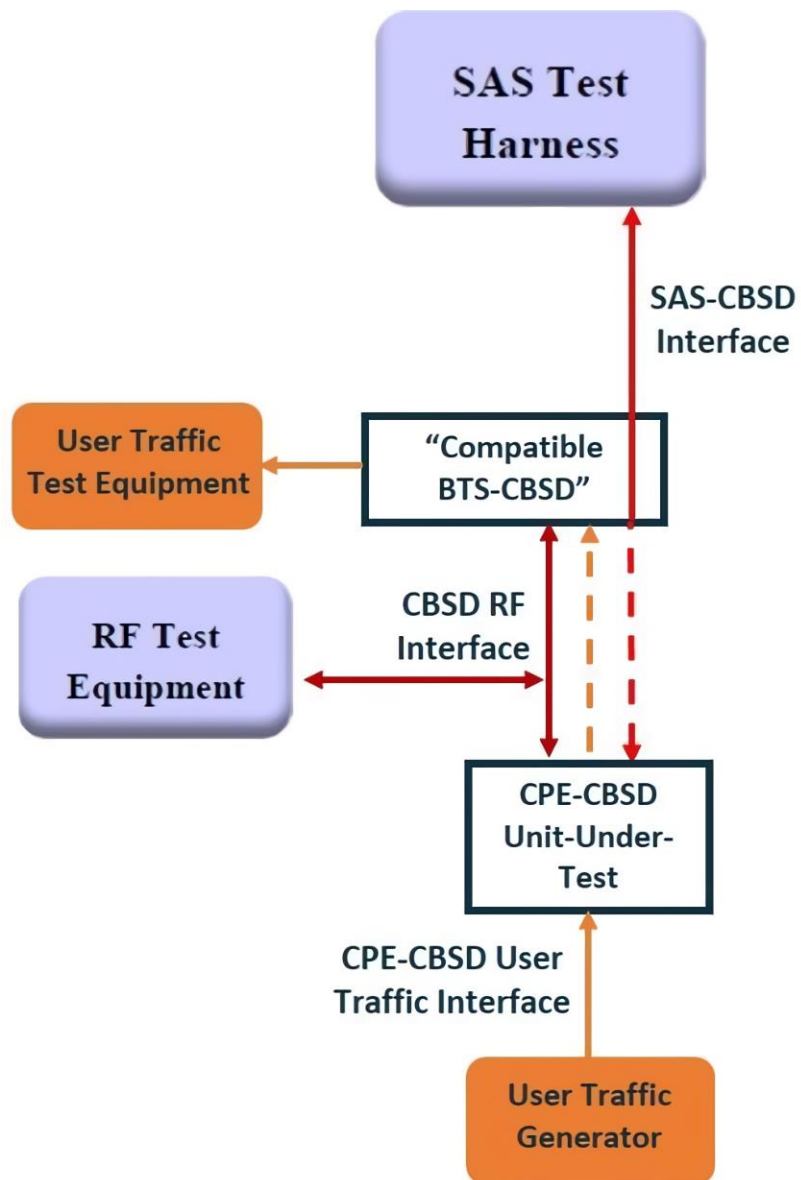 SAS Test
Harness
SAS-CBSD
Interface
User Traffic
Test Equipment
“Compatible
BTS-CBSD”
CBSD RF
Interface
RF Test
Equipment
CPE-CBSD
Unit-Under-
Test
CPE-CBSD User
Traffic Interface
User Traffic
Generator